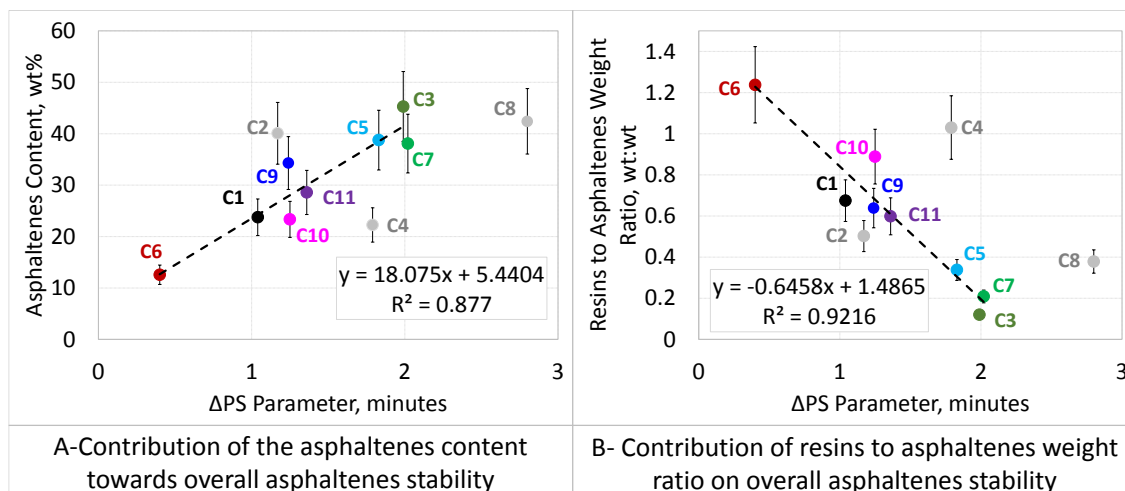 60
50
40
30
20
10
0
0
1
2
3
Asphaltenes Content, wt%
ΔPS Parameter, minutes
C6
C1
C2
C9
C10
C11
C5
C3
C7
C4
C8
y = 18.075x + 5.4404
R² = 0.877
1.4
1.2
1
0.8
0.6
0.4
0.2
0
0
1
2
3
Resins to Asphaltenes Weight
Ratio, wt:wt
ΔPS Parameter, minutes
C6
C10
C4
C1
C9
C2
C11
C5
C7
C3
C8
y = -0.6458x + 1.4865
R² = 0.9216
A-Contribution of the asphaltenes content
towards overall asphaltenes stability
B- Contribution of resins to asphaltenes weight
ratio on overall asphaltenes stability